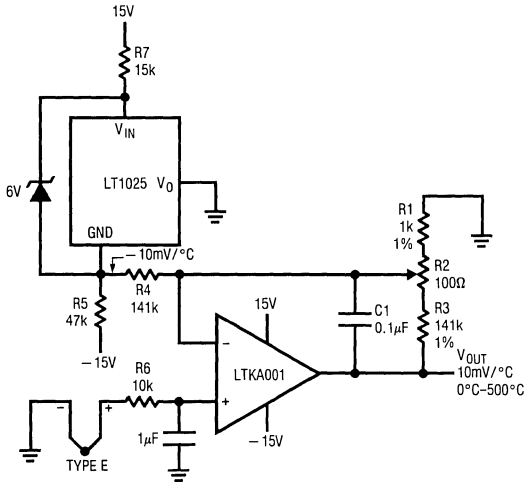 15V
R7
15k
VIN
6V
LT1025
VO
GND
−10mV/°C
R4
141k
R5
47k
−15V
R1
1k
1%
R2
100Ω
R3
141k
1%
C1
0.1μF
15V
−
LTKA001
+
−15V
VOUT
10mV/°C
0°C–500°C
R6
10k
−
+
1μF
TYPE E